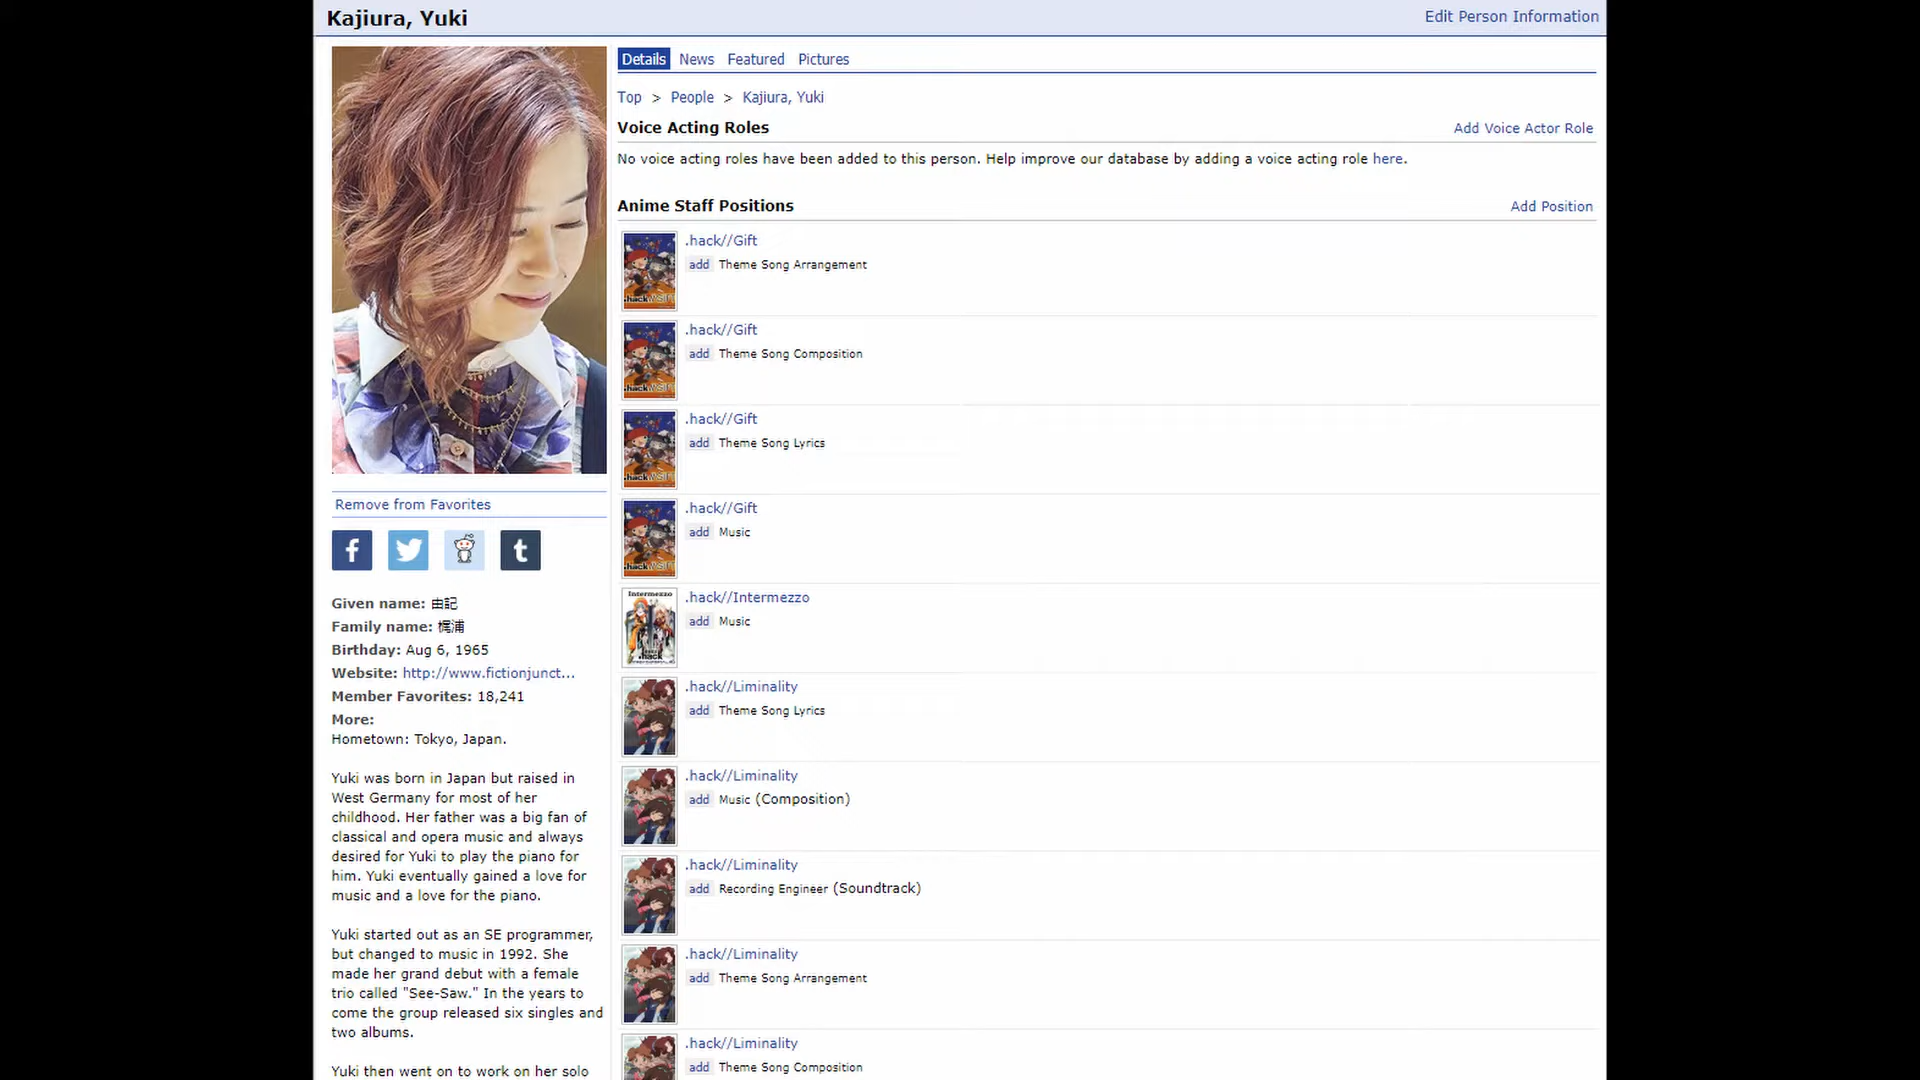 Kajiura, Yuki
Edit Person Information
Details News Featured Pictures
Top > People > Kajiura, Yuki
Voice Acting Roles
Add Voice Actor Role
No voice acting roles have been added to this person. Help improve our database by adding a voice acting role here.
Anime Staff Positions
Add Position
.hack//Gift
add Theme Song Arrangement
.hack//Gift
add Theme Song Composition
.hack//Gift
add Theme Song Lyrics
.hack//Gift
add Music
Intermezzo
.hack
.hack//Intermezzo
add Music
.hack//Liminality
add Theme Song Lyrics
.hack//Liminality
add Music (Composition)
.hack//Liminality
add Recording Engineer (Soundtrack)
.hack//Liminality
add Theme Song Arrangement
.hack//Liminality
add Theme Song Composition
Remove from Favorites
Given name: 由記
Family name: 梶浦
Birthday: Aug 6, 1965
Website: http://www.fictionjunct...
Member Favorites: 18,241
More:
Hometown: Tokyo, Japan.
Yuki was born in Japan but raised in
West Germany for most of her
childhood. Her father was a big fan of
classical and opera music and always
desired for Yuki to play the piano for
him. Yuki eventually gained a love for
music and a love for the piano.
Yuki started out as an SE programmer,
but changed to music in 1992. She
made her grand debut with a female
trio called "See-Saw." In the years to
come the group released six singles and
two albums.
Yuki then went on to work on her solo